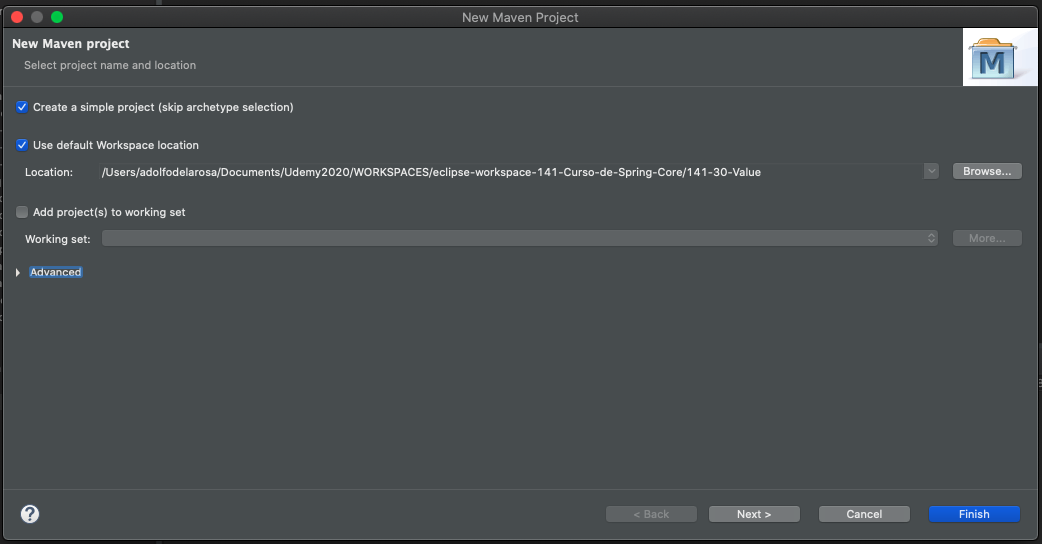 New Maven Project
New Maven project
Select project name and location
M
Create a simple project (skip archetype selection)
Use default Workspace location
Location: /Users/adolfodelarosa/Documents/Udemy2020/WORKSPACES/eclipse-workspace-141-Curso-de-Spring-Core/141-30-Value Browse...
Add project(s) to working set
Working set: More...
Advanced
? < Back Next > Cancel Finish